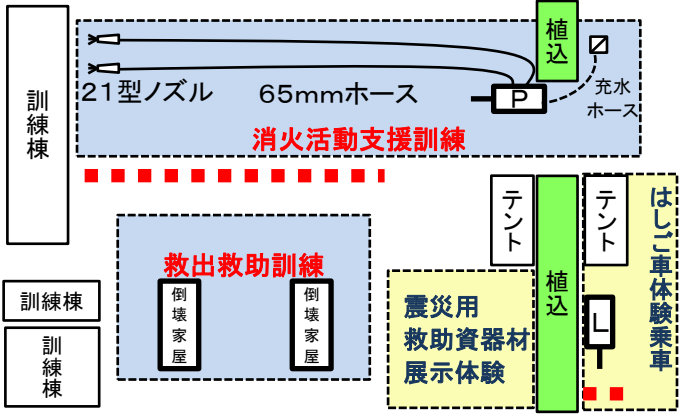 訓練棟
21型ノズル
65mmホース
P
植込
充水
ホース
消火活動支援訓練
救出救助訓練
倒壊家屋
倒壊家屋
訓練棟
訓練棟
テント
植込
テント
はしご車体験乗車
L
震災用
救助資器材
展示体験